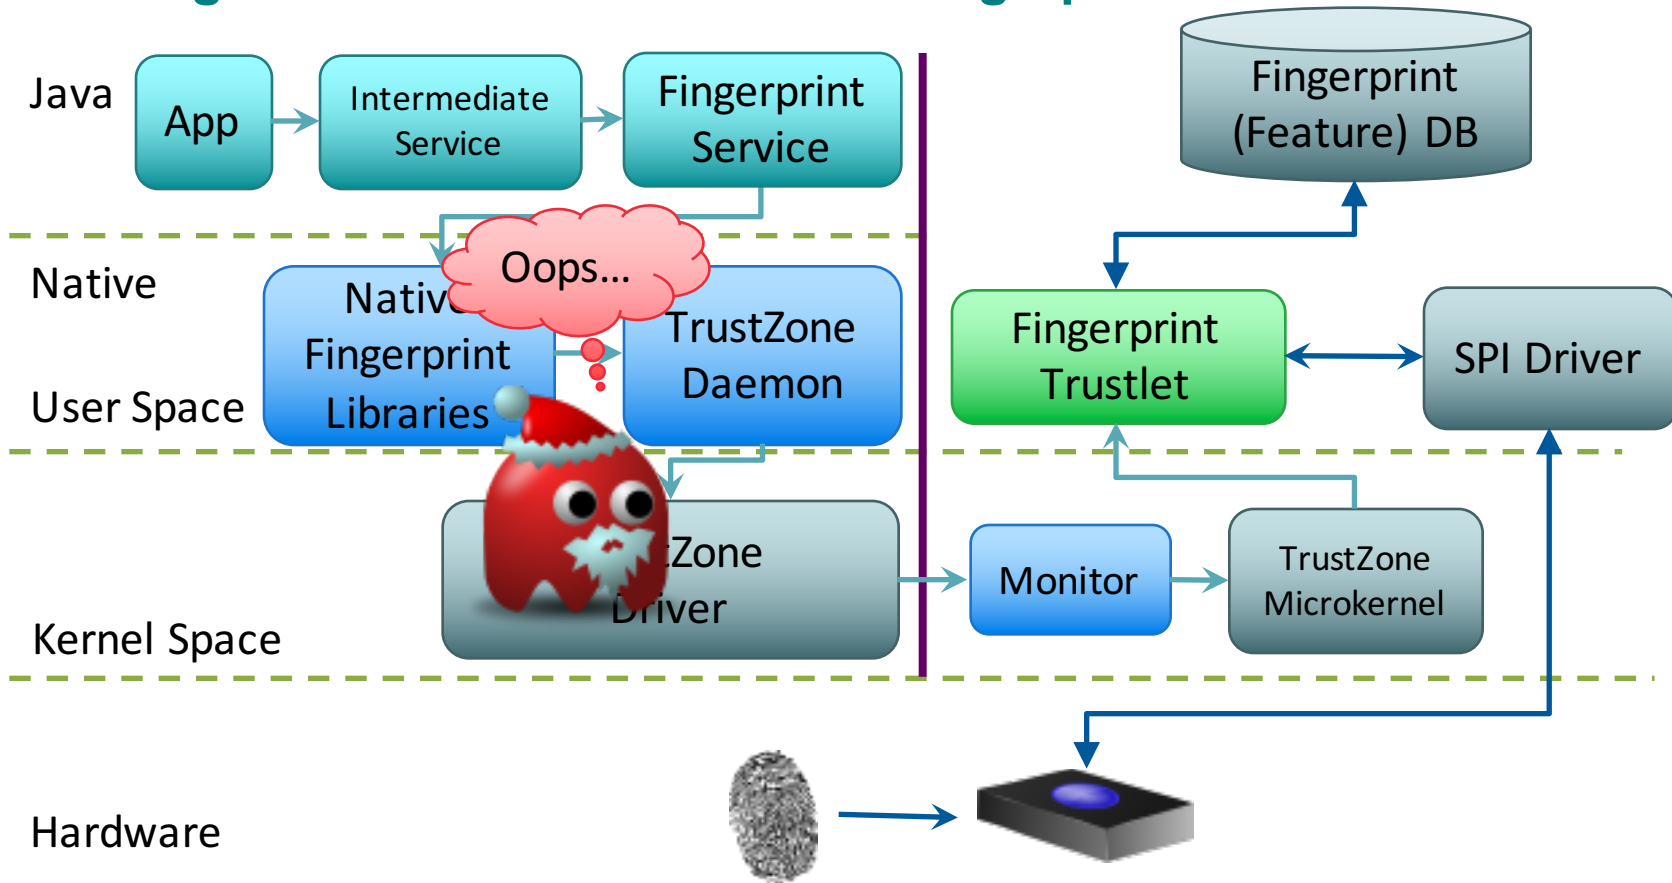 Java
App
Intermediate
Service
Fingerprint
Service
Fingerprint
(Feature) DB
Oops...
Native
User Space
Native
Fingerprint
Libraries
TrustZone
Daemon
Fingerprint
Trustlet
SPI Driver
Kernel Space
tZone
Driver
Monitor
TrustZone
Microkernel
Hardware